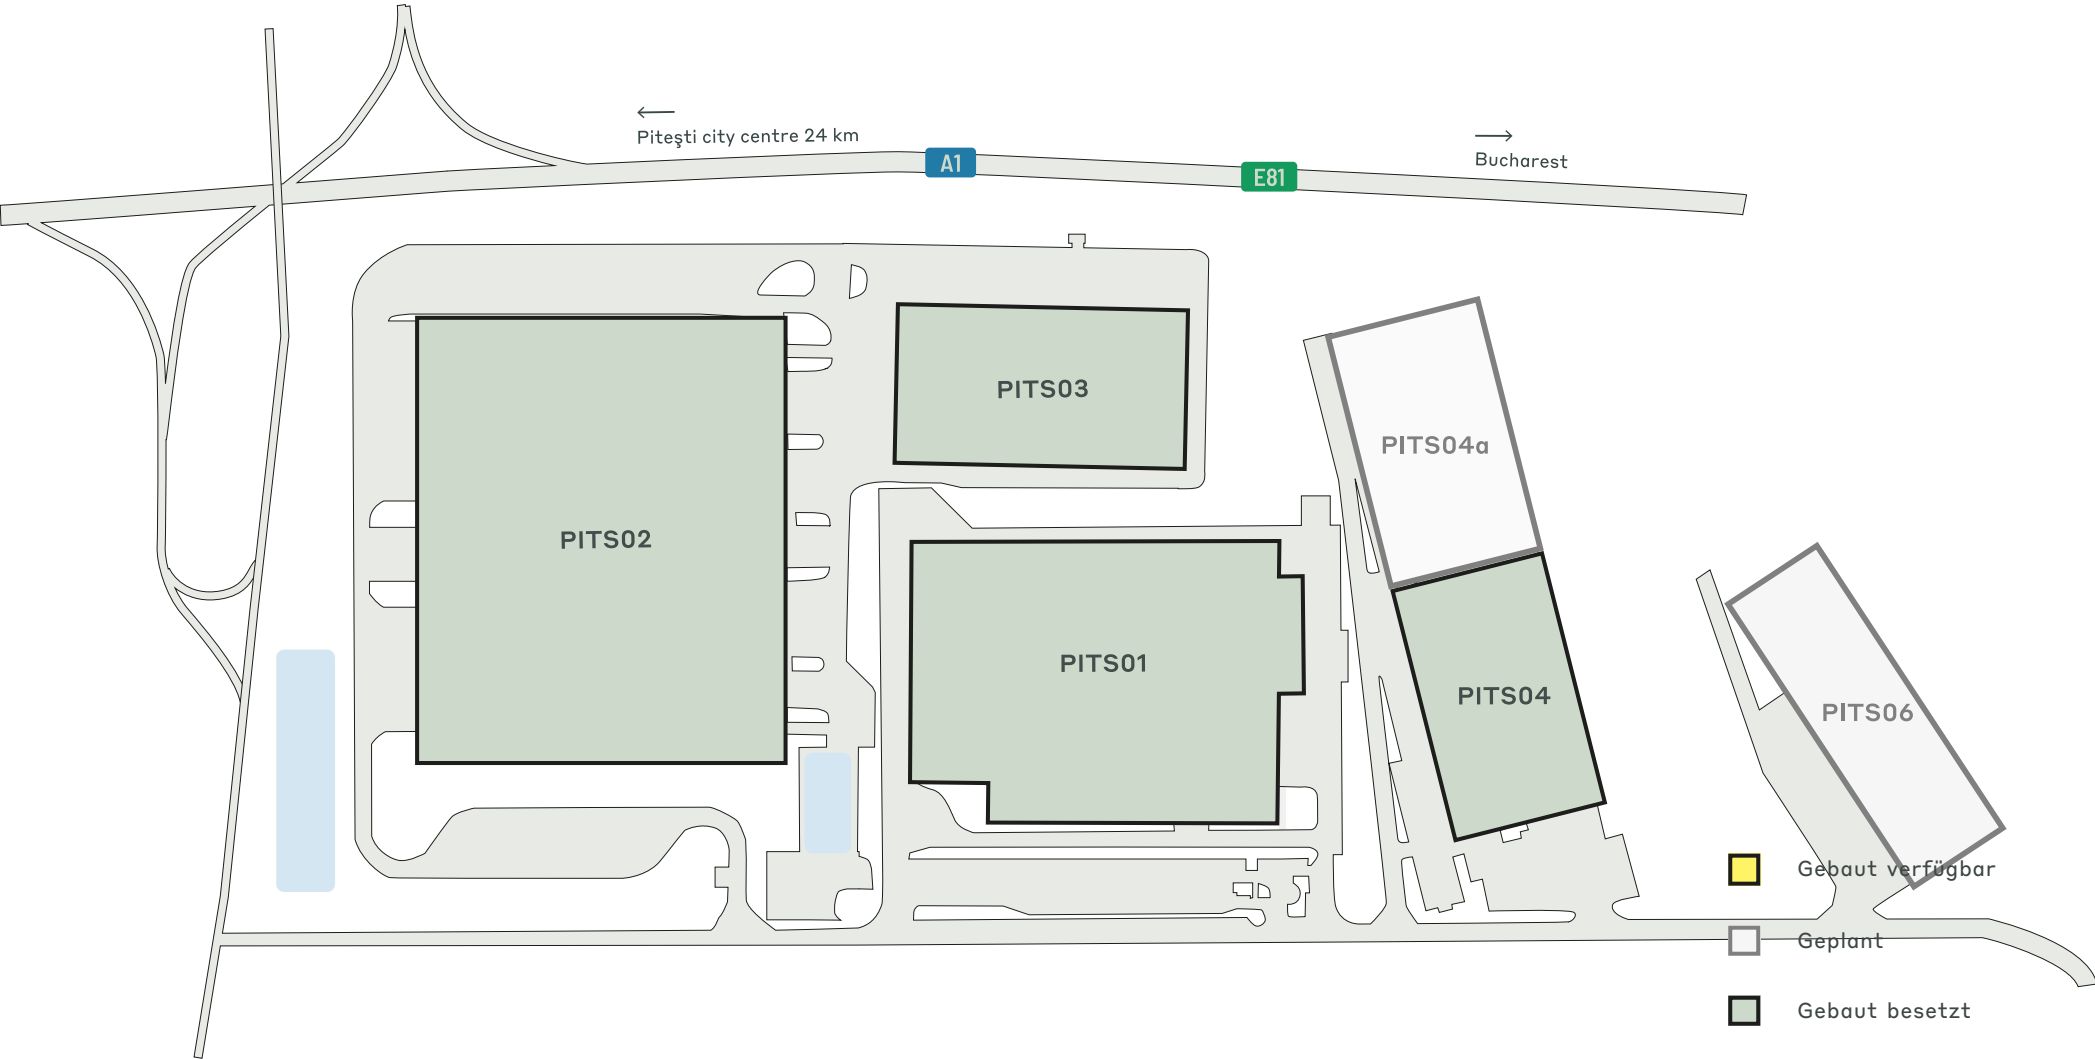 Piteşti city centre 24 km
A1
E81
Bucharest
PITS03
PITS04a
PITS02
PITS01
PITS04
PITS06
Gebaut verfügbar
Geplant
Gebaut besetzt